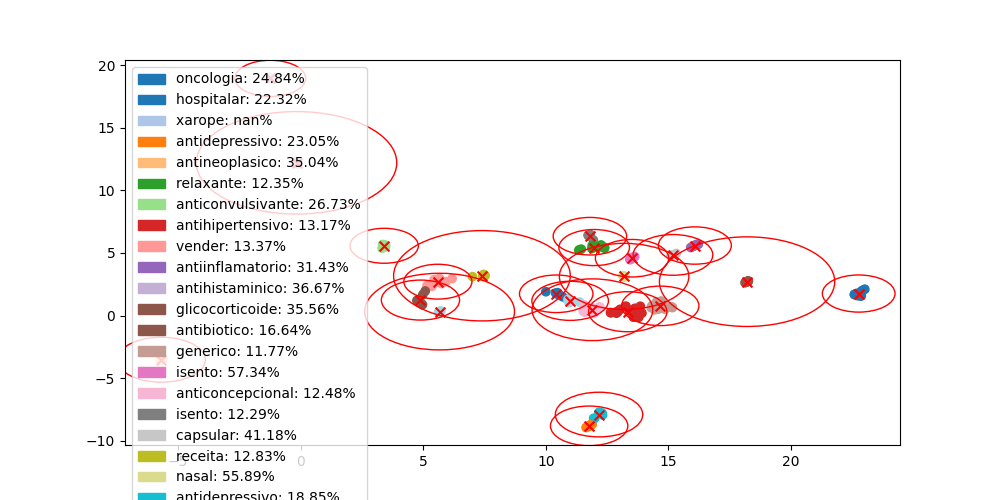 20
15
10
5
0
−5
−10
oncologia: 24.84%
hospitalar: 22.32%
xarope: nan%
antidepressivo: 23.05%
antineoplasico: 35.04%
relaxante: 12.35%
anticonvulsivante: 26.73%
antihipertensivo: 13.17%
vender: 13.37%
antiinflamatorio: 31.43%
antihistaminico: 36.67%
glicocorticoide: 35.56%
antibiotico: 16.64%
generico: 11.77%
isento: 57.34%
anticoncepcional: 12.48%
isento: 12.29%
capsular: 41.18%
receita: 12.83%
nasal: 55.89%
antidepressivo: 18.85%
−5 0 5 10 15 20